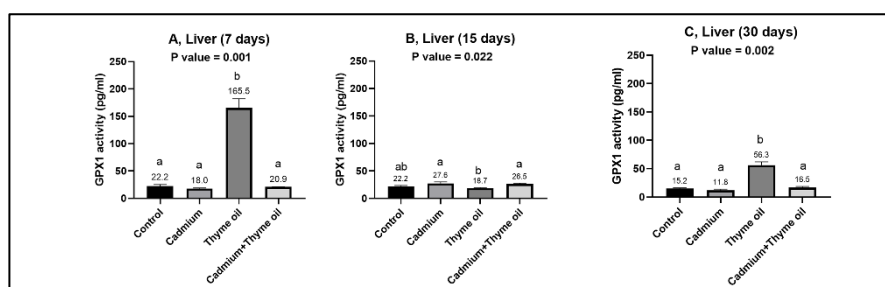 A, Liver (7 days)
P value = 0.001
GPX1 activity (pg/ml)
250
200
150
100
50
0
a
22.2
a
18.0
b
165.5
a
20.9
Control
Cadmium
Thyme oil
Cadmium+Thyme oil
B, Liver (15 days)
P value = 0.022
GPX1 activity (pg/ml)
250
200
150
100
50
0
ab
22.2
a
27.6
b
18.7
a
26.5
Control
Cadmium
Thyme oil
Cadmium+Thyme oil
C, Liver (30 days)
P value = 0.002
GPX1 activity (pg/ml)
250
200
150
100
50
0
a
15.2
a
11.8
b
56.3
a
16.5
Control
Cadmium
Thyme oil
Cadmium+Thyme oil